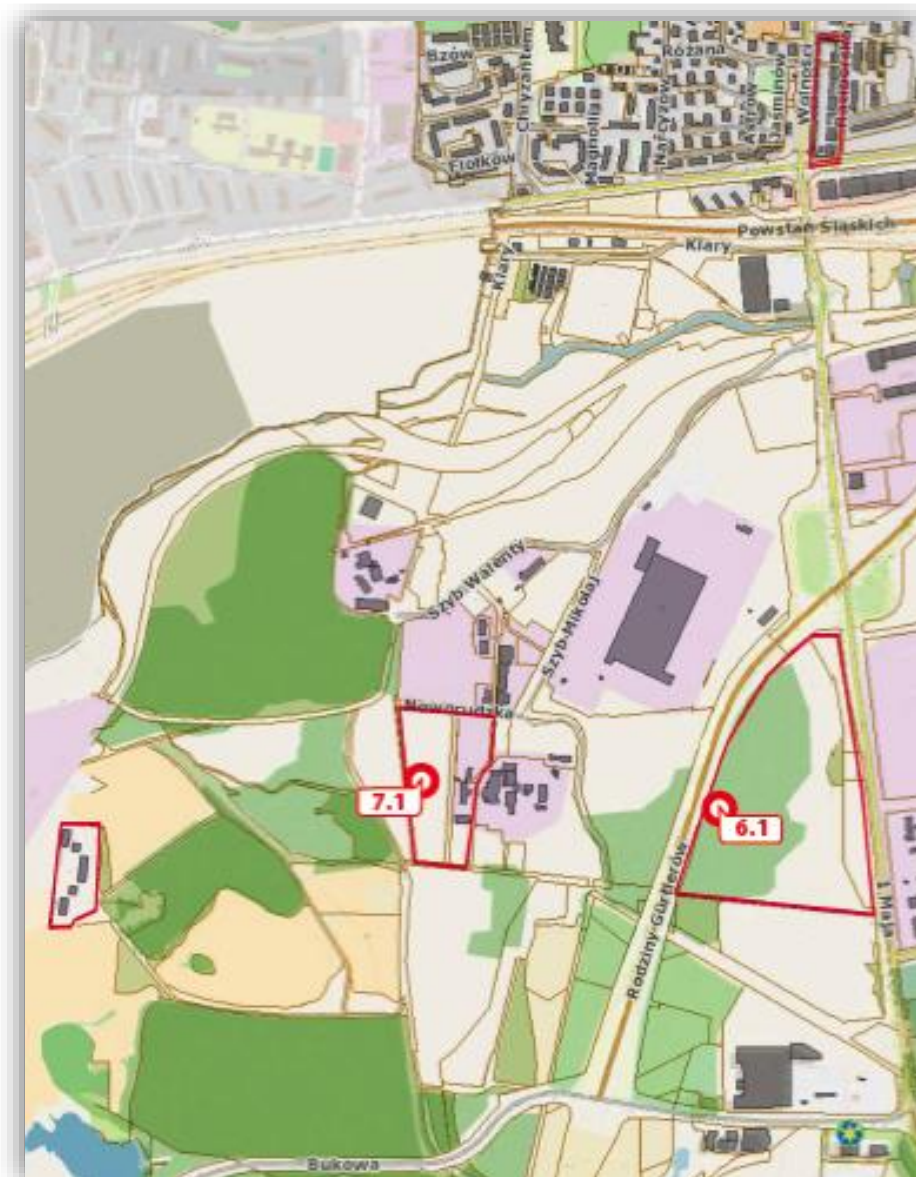 Bzów
Chryzantem
Różana
Wolności
Jaśminów
Astrów
Narcyzów
Magnolii
Fiołków
Powstań Śląskich
Klary
Klary
Szyb-Walenty
Szyb-Mikołaj
Noworudzka
7.1
6.1
Rodziny-Gürtlerów
1 Maja
Bukowa